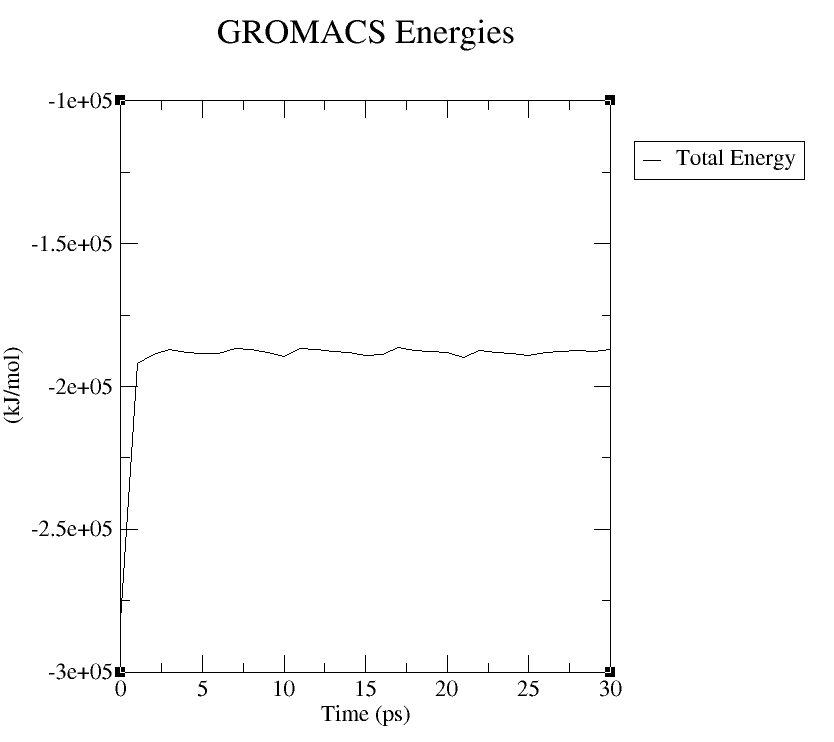 GROMACS Energies
-1e+05
Total Energy
-1.5e+05
(kJ/mol)
-2e+05
-2.5e+05
-3e+05
0 5 10 15 20 25 30
Time (ps)